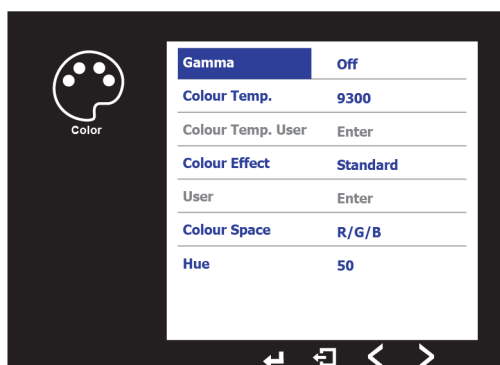 Color
Gamma Off
Colour Temp. 9300
Colour Temp. User Enter
Colour Effect Standard
User Enter
Colour Space R/G/B
Hue 50